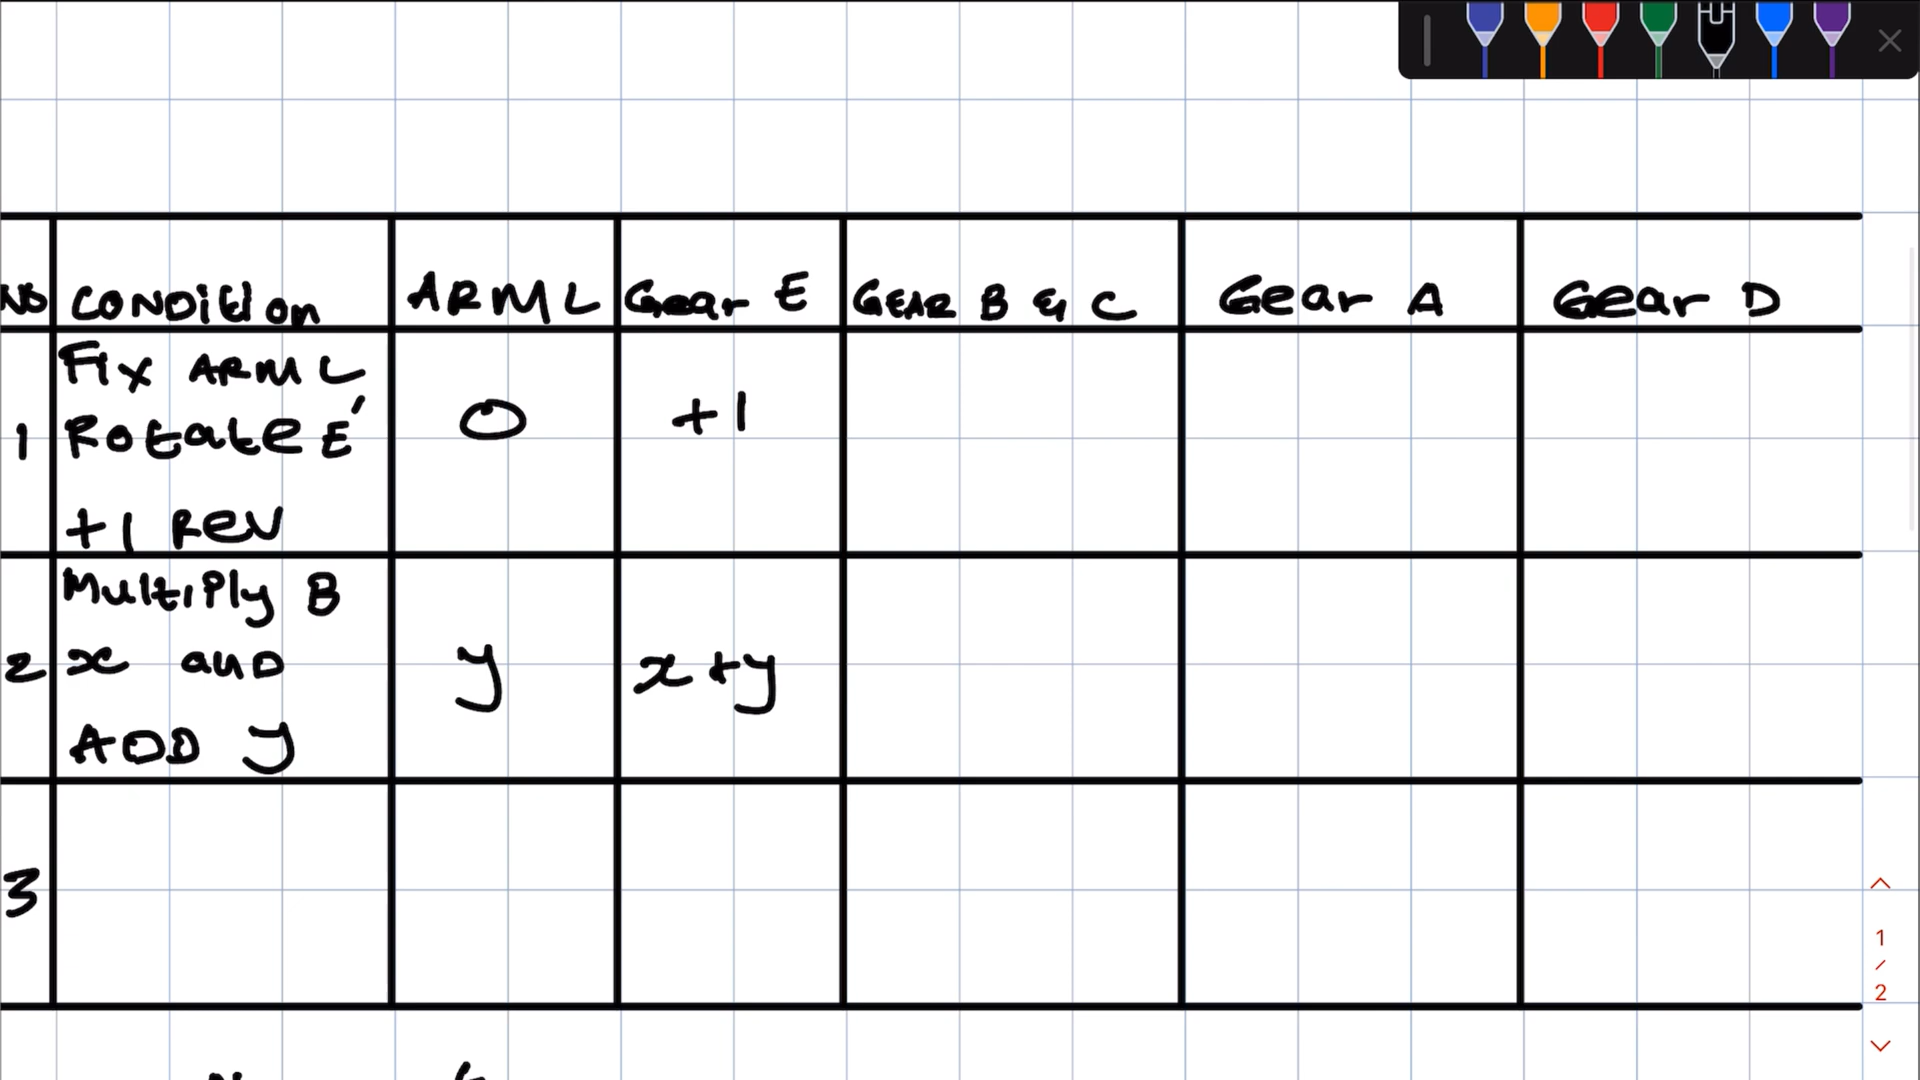 NO CONDition ARM L Gear E GEAR B & C Gear A Gear D
Fix ARM L
1 Rotate E' 0 +1
+1 Rev
Multiply B
2 x and y x+y
ADD y
3
1
/
2